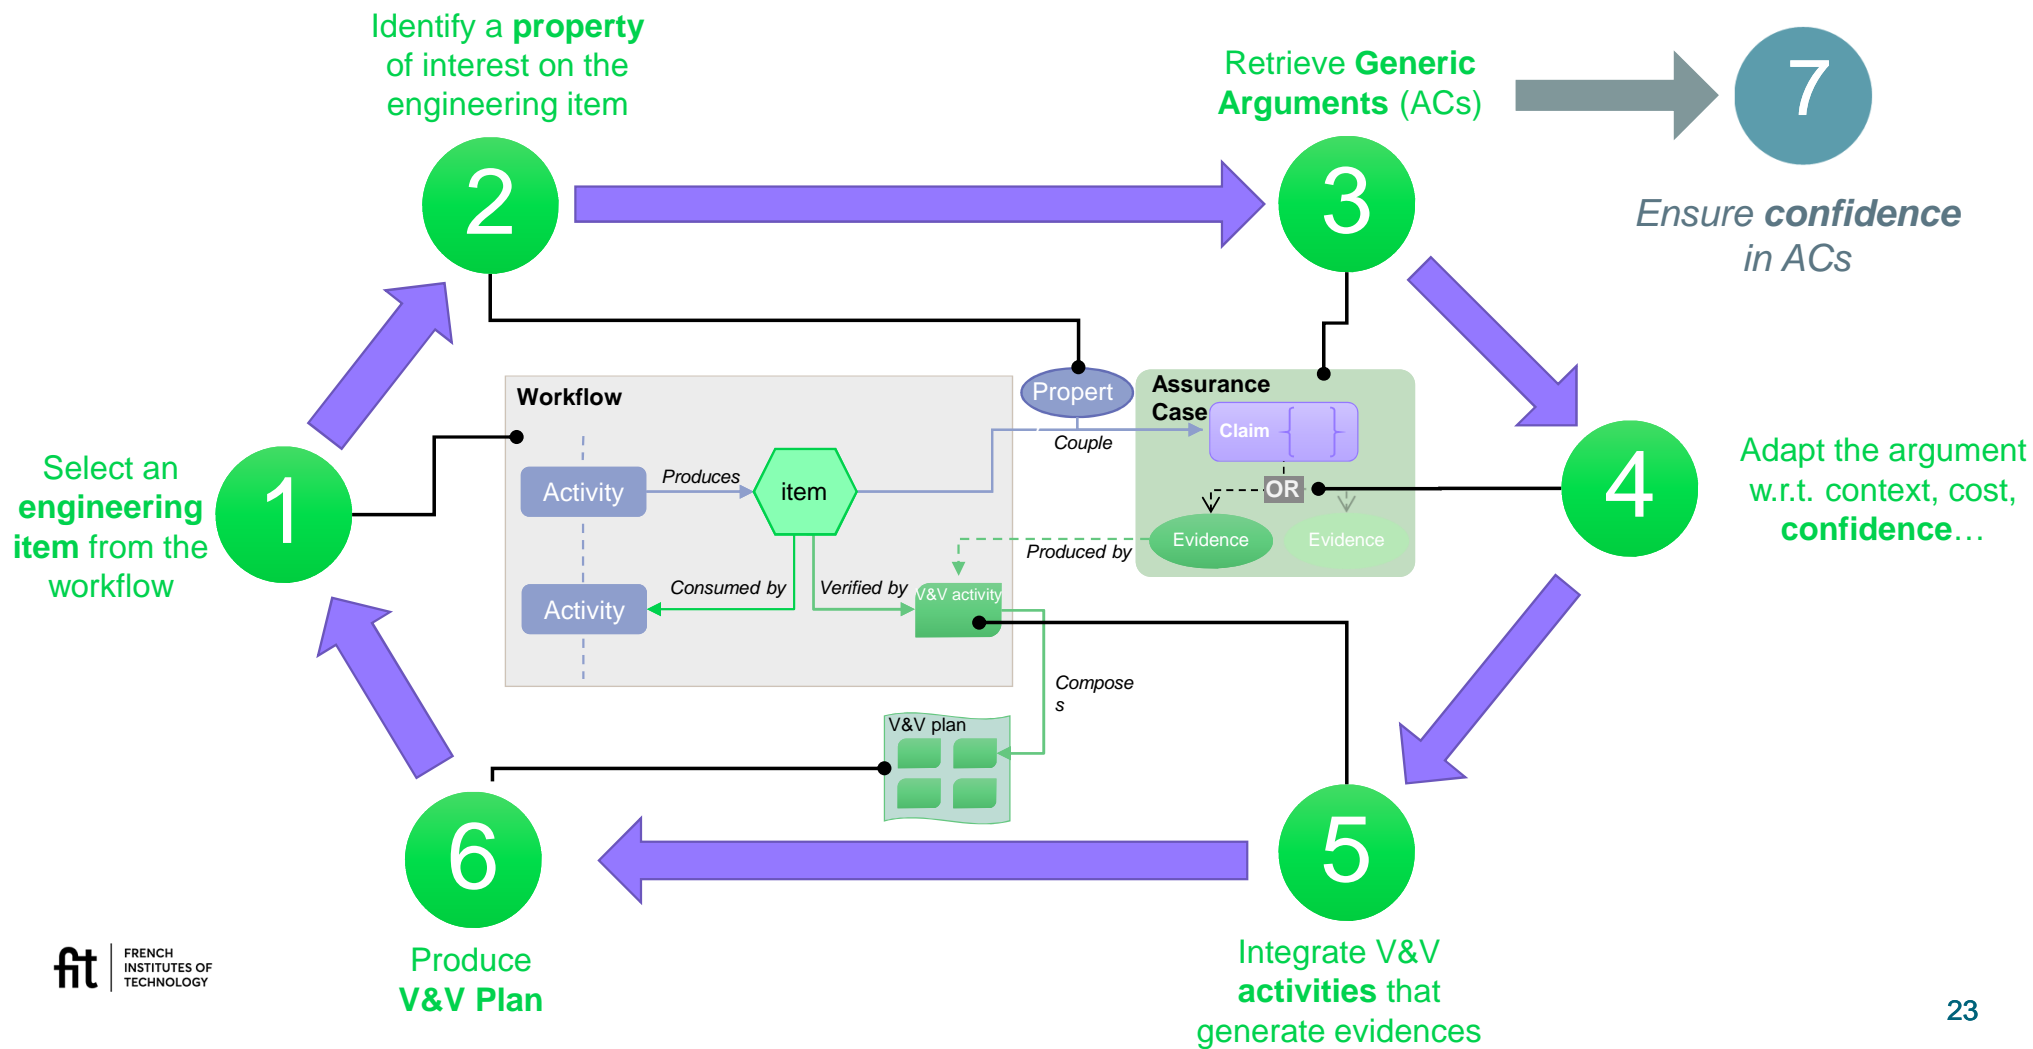 Identify a property
of interest on the
engineering item
2
Retrieve Generic
Arguments (ACs)
3
7
Ensure confidence
in ACs
Select an
engineering
item from the
workflow
1
Workflow
Activity
Produces
item
Activity
Consumed by
Verified by
V&V activity
Propert
Couple
Assurance
Case
Claim
OR
Evidence
Evidence
Produced by
Compose
s
V&V plan
4
Adapt the argument
w.r.t. context, cost,
confidence…
6
Produce
V&V Plan
5
Integrate V&V
activities that
generate evidences
fit
FRENCH
INSTITUTES OF
TECHNOLOGY
23